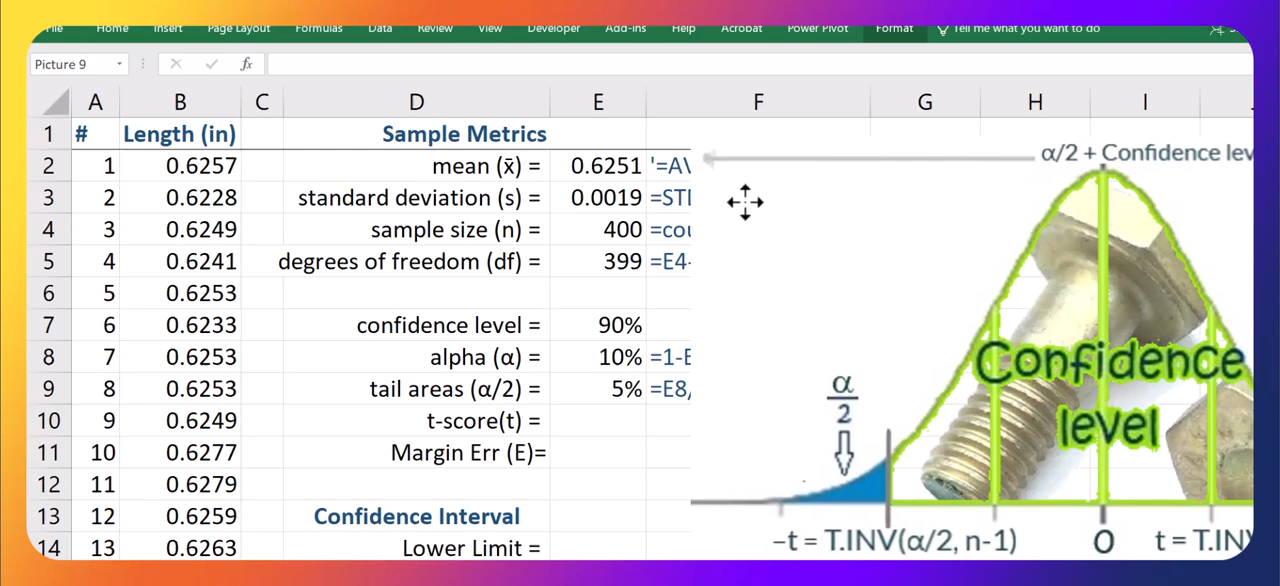 File Home Insert Page Layout Formulas Data Review View Developer Add-ins Help Acrobat Power Pivot Format Tell me what you want to do
Picture 9 fx
A B C D E F G H I
1 # Length (in) Sample Metrics
α/2 + Confidence lev
2 1 0.6257 mean (x̄) = 0.6251 '=AV
3 2 0.6228 standard deviation (s) = 0.0019 =STD
4 3 0.6249 sample size (n) = 400 =cou
5 4 0.6241 degrees of freedom (df) = 399 =E4-
6 5 0.6253
7 6 0.6233 confidence level = 90%
8 7 0.6253 alpha (α) = 10% =1-E
9 8 0.6253 tail areas (α/2) = 5% =E8/
10 9 0.6249 t-score(t) =
11 10 0.6277 Margin Err (E)=
12 11 0.6279
13 12 0.6259 Confidence Interval
14 13 0.6263 Lower Limit =
Confidence
level
α
2
−t = T.INV(α/2, n-1) 0 t = T.INV